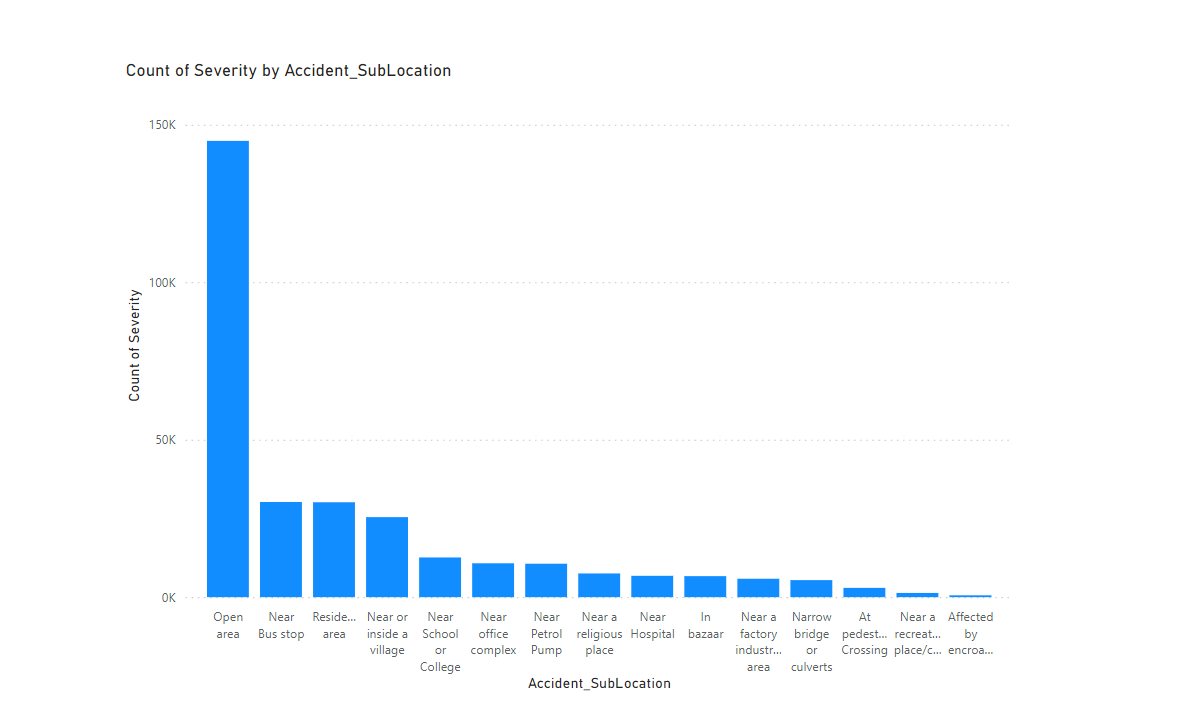 Count of Severity by Accident_SubLocation
150K
100K
50K
0K
Count of Severity
Open
area
Near
Bus stop
Reside...
area
Near or
inside a
village
Near
School
or
College
Near
office
complex
Near
Petrol
Pump
Near a
religious
place
Near
Hospital
In
bazaar
Near a
factory
industr...
area
Narrow
bridge
or
culverts
At
pedest...
Crossing
Near a
recreat...
place/c...
Affected
by
encroa...
Accident_SubLocation